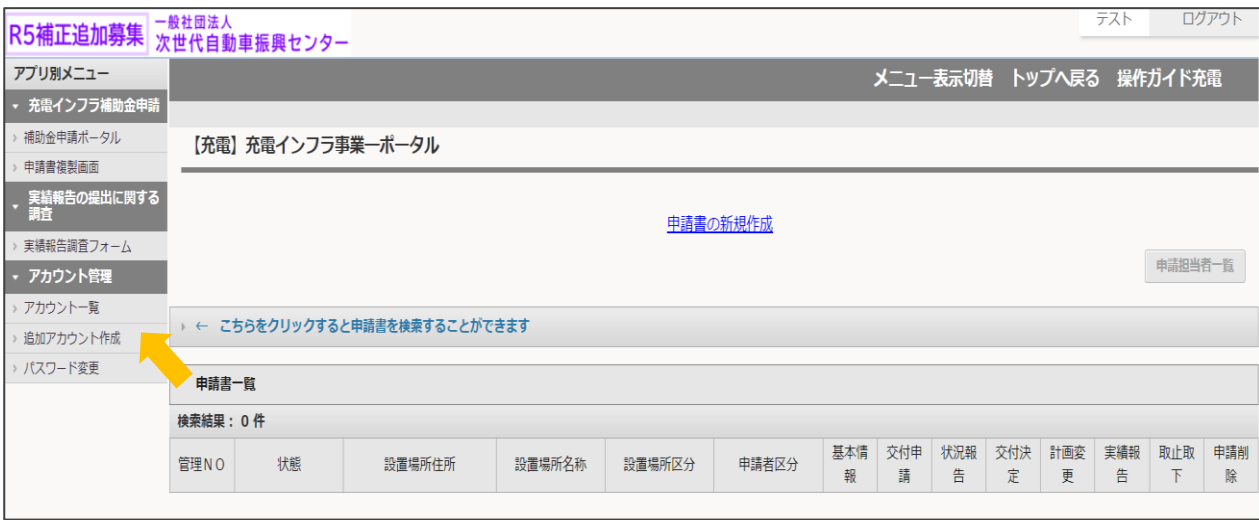 R5補正追加募集
一般社団法人
次世代自動車振興センター
テスト
ログアウト
アプリ別メニュー
メニュー表示切替 トップへ戻る 操作ガイド充電
充電インフラ補助金申請
補助金申請ポータル
申請書複製画面
実績報告の提出に関する
調査
実績報告調査フォーム
アカウント管理
アカウント一覧
追加アカウント作成
パスワード変更
【充電】充電インフラ事業ーポータル
申請書の新規作成
申請担当者一覧
← こちらをクリックすると申請書を検索することができます
申請書一覧
検索結果： 0 件
管理NO 状態 設置場所住所 設置場所名称 設置場所区分 申請者区分 基本情 交付申 状況報 交付決 計画変 実績報 取止取 申請削
報 請 告 定 更 告 下 除